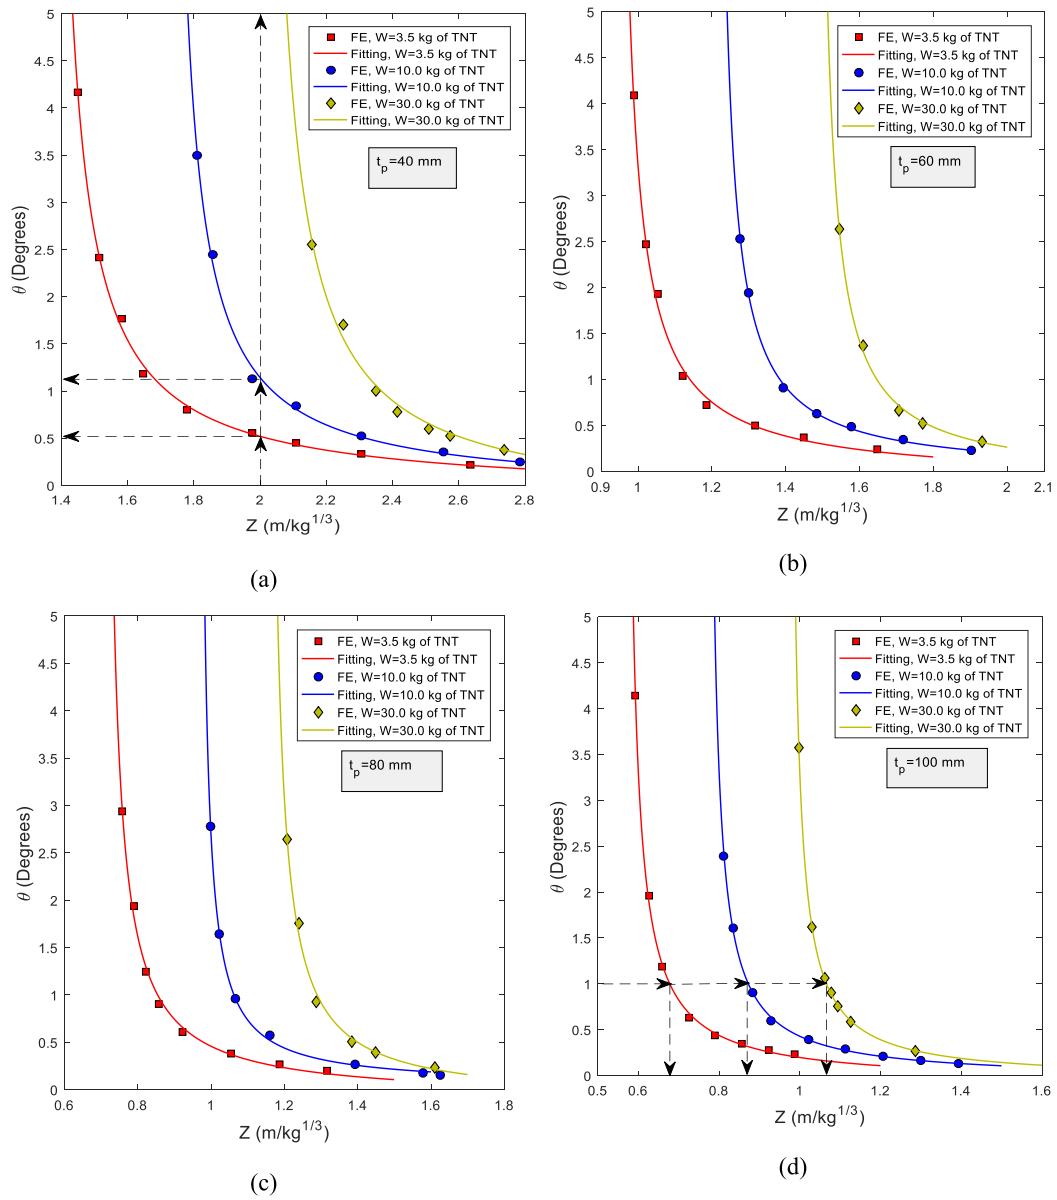 5
4.5
4
3.5
3
2.5
2
1.5
1
0.5
0
θ (Degrees)
FE, W=3.5 kg of TNT
Fitting, W=3.5 kg of TNT
FE, W=10.0 kg of TNT
Fitting, W=10.0 kg of TNT
FE, W=30.0 kg of TNT
Fitting, W=30.0 kg of TNT
tp=40 mm
1.4 1.6 1.8 2 2.2 2.4 2.6 2.8
Z (m/kg1/3)
(a)
5
4.5
4
3.5
3
2.5
2
1.5
1
0.5
0
θ (Degrees)
FE, W=3.5 kg of TNT
Fitting, W=3.5 kg of TNT
FE, W=10.0 kg of TNT
Fitting, W=10.0 kg of TNT
FE, W=30.0 kg of TNT
Fitting, W=30.0 kg of TNT
tp=60 mm
0.9 1 1.2 1.4 1.6 1.8 2 2.1
Z (m/kg1/3)
(b)
5
4.5
4
3.5
3
2.5
2
1.5
1
0.5
0
θ (Degrees)
FE, W=3.5 kg of TNT
Fitting, W=3.5 kg of TNT
FE, W=10.0 kg of TNT
Fitting, W=10.0 kg of TNT
FE, W=30.0 kg of TNT
Fitting, W=30.0 kg of TNT
tp=80 mm
0.6 0.8 1 1.2 1.4 1.6 1.8
Z (m/kg1/3)
(c)
5
4.5
4
3.5
3
2.5
2
1.5
1
0.5
0
θ (Degrees)
FE, W=3.5 kg of TNT
Fitting, W=3.5 kg of TNT
FE, W=10.0 kg of TNT
Fitting, W=10.0 kg of TNT
FE, W=30.0 kg of TNT
Fitting, W=30.0 kg of TNT
tp=100 mm
0.5 0.6 0.8 1 1.2 1.4 1.6
Z (m/kg1/3)
(d)